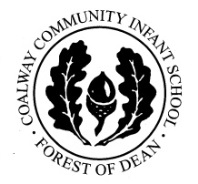 COALWAY COMMUNITY INFANT SCHOOL
· FOREST OF DEAN ·